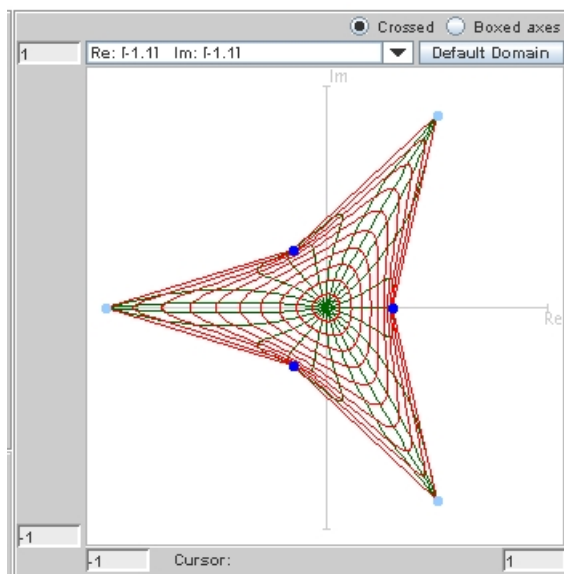 Crossed Boxed axes
1 Re: [-1,1] Im: [-1,1] Default Domain
Im
Re
-1
-1 Cursor: 1